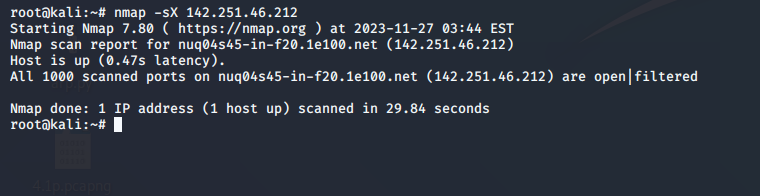 root@kali:~# nmap -sX 142.251.46.212
Starting Nmap 7.80 ( https://nmap.org ) at 2023-11-27 03:44 EST
Nmap scan report for nuq04s45-in-f20.1e100.net (142.251.46.212)
Host is up (0.47s latency).
All 1000 scanned ports on nuq04s45-in-f20.1e100.net (142.251.46.212) are open|filtered
Nmap done: 1 IP address (1 host up) scanned in 29.84 seconds
root@kali:~#